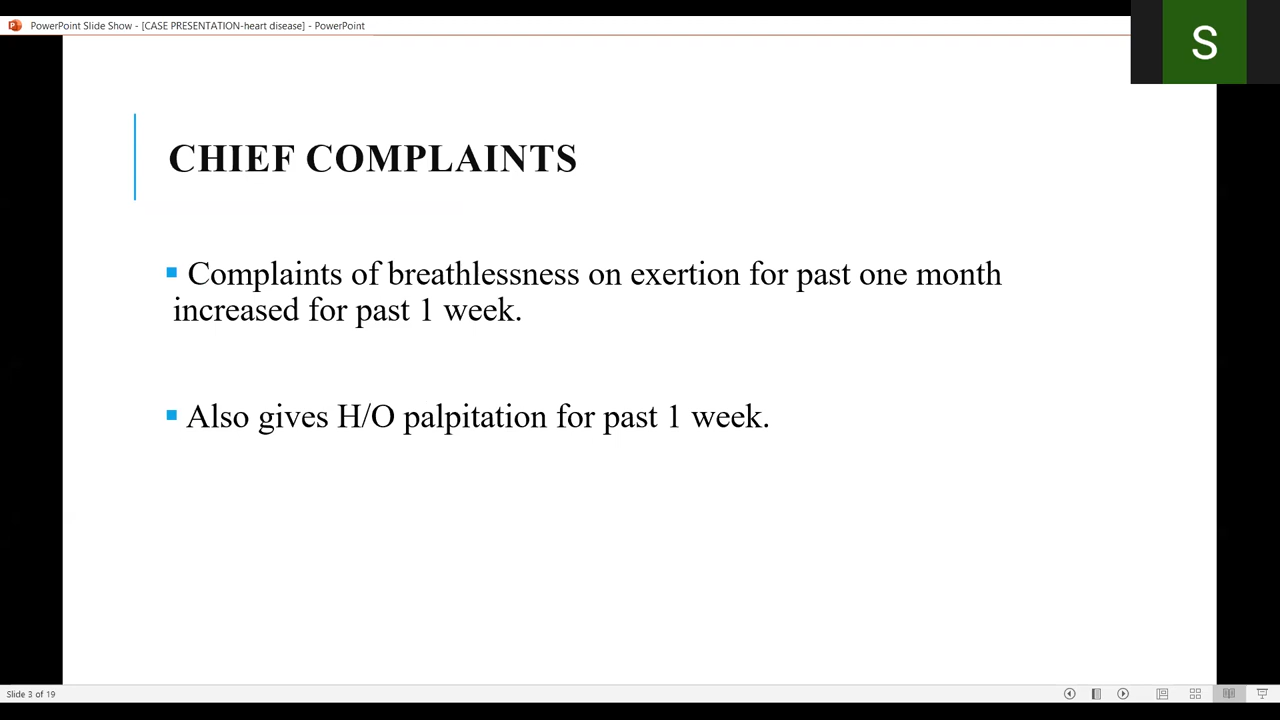 PowerPoint Slide Show - [CASE PRESENTATION-heart disease] - PowerPoint
S
CHIEF COMPLAINTS
Complaints of breathlessness on exertion for past one month
increased for past 1 week.
Also gives H/O palpitation for past 1 week.
Slide 3 of 19